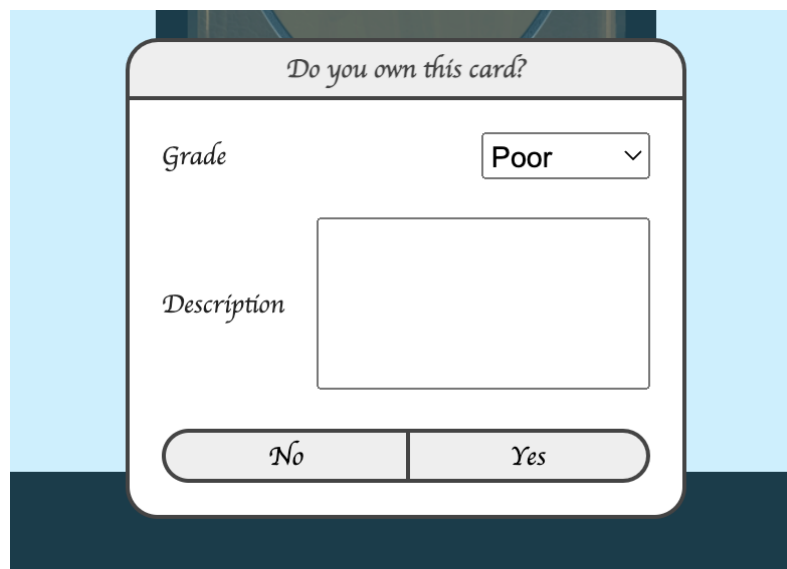 Do you own this card?
Grade
Poor
Description
No
Yes